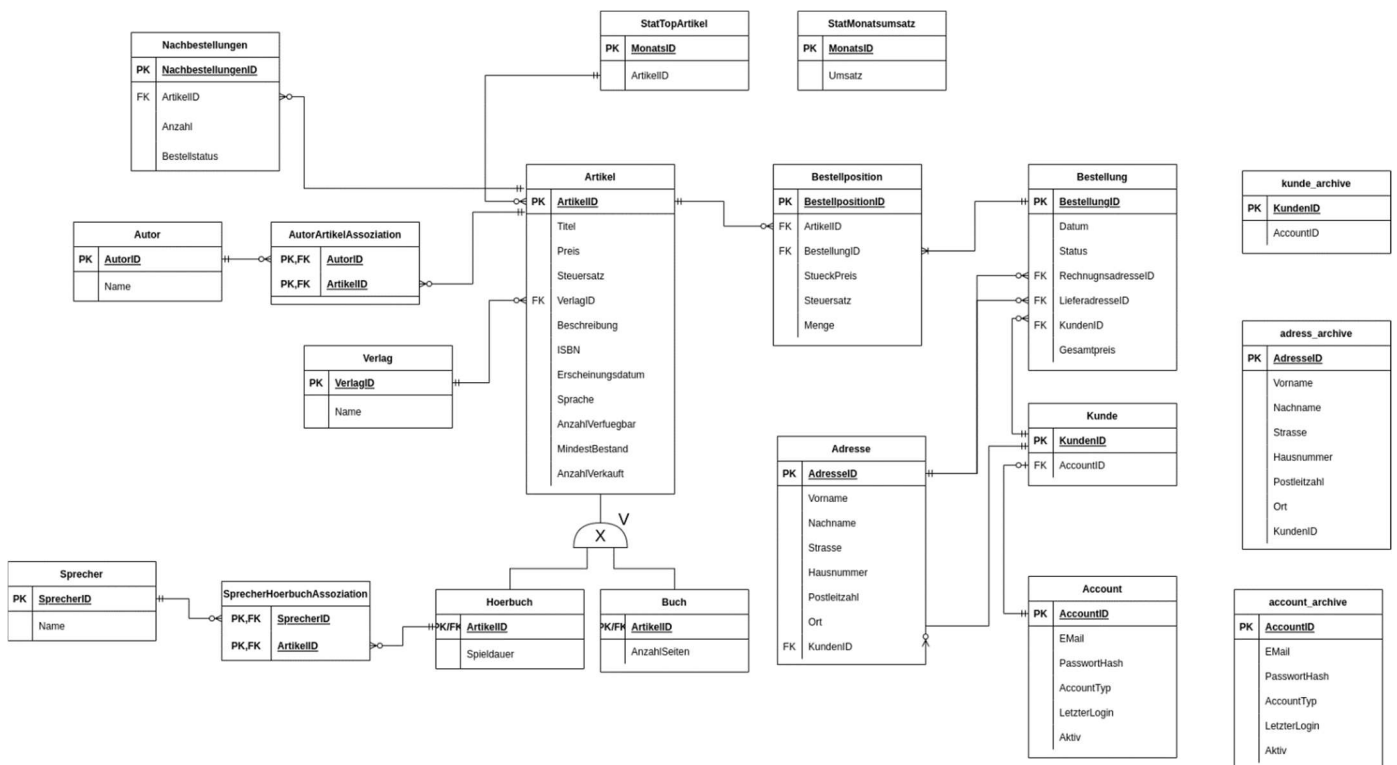 StatTopArtikel
PK MonatsID
ArtikelID
StatMonatsumsatz
PK MonatsID
Umsatz
Nachbestellungen
PK NachbestellungenID
FK ArtikelID
Anzahl
Bestellstatus
Artikel
PK ArtikelID
Titel
Preis
Steuersatz
FK VerlagID
Beschreibung
ISBN
Erscheinungsdatum
Sprache
AnzahlVerfuegbar
MindestBestand
AnzahlVerkauft
Bestellposition
PK BestellpositionID
FK ArtikelID
FK BestellungID
StueckPreis
Steuersatz
Menge
Bestellung
PK BestellungID
Datum
Status
FK RechnugnsadresseID
FK LieferadresseID
FK KundenID
Gesamtpreis
kunde_archive
PK KundenID
AccountID
Autor
PK AutorID
Name
AutorArtikelAssoziation
PK,FK AutorID
PK,FK ArtikelID
Verlag
PK VerlagID
Name
adress_archive
PK AdresseID
Vorname
Nachname
Strasse
Hausnummer
Postleitzahl
Ort
KundenID
Kunde
PK KundenID
FK AccountID
Adresse
PK AdresseID
Vorname
Nachname
Strasse
Hausnummer
Postleitzahl
Ort
FK KundenID
V
X
Sprecher
PK SprecherID
Name
SprecherHoerbuchAssoziation
PK,FK SprecherID
PK,FK ArtikelID
Hoerbuch
PK/FK ArtikelID
Spieldauer
Buch
PK/FK ArtikelID
AnzahlSeiten
Account
PK AccountID
EMail
PasswortHash
AccountTyp
LetzterLogin
Aktiv
account_archive
PK AccountID
EMail
PasswortHash
AccountTyp
LetzterLogin
Aktiv